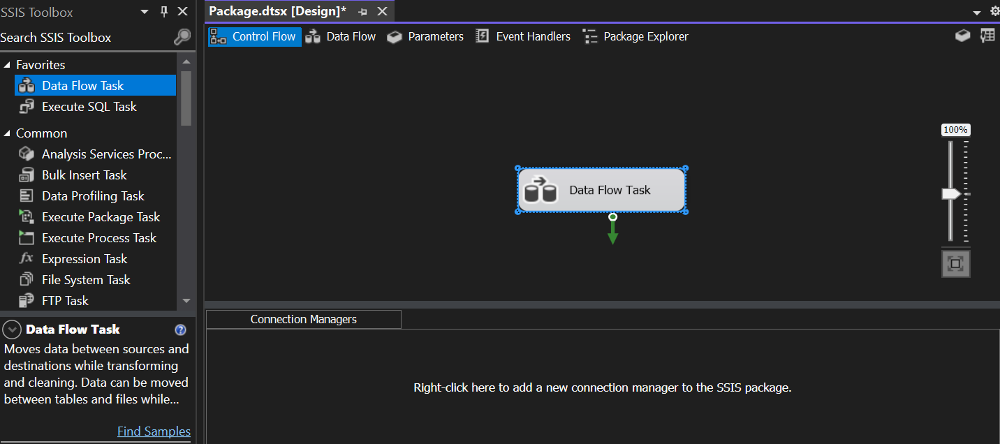 SSIS Toolbox
Search SSIS Toolbox
Favorites
Data Flow Task
Execute SQL Task
Common
Analysis Services Proc...
Bulk Insert Task
Data Profiling Task
Execute Package Task
Execute Process Task
Expression Task
File System Task
FTP Task
Data Flow Task
Moves data between sources and
destinations while transforming
and cleaning. Data can be moved
between tables and files while...
Find Samples
Package.dtsx [Design]*
Control Flow Data Flow Parameters Event Handlers Package Explorer
100%
Data Flow Task
Connection Managers
Right-click here to add a new connection manager to the SSIS package.